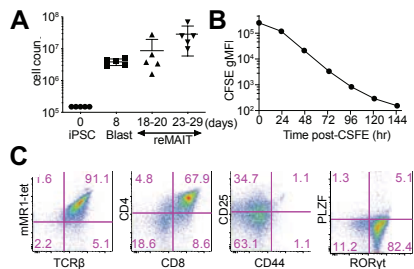 A
cell coun.
10⁸
10⁷
10⁶
10⁵
0 8 18-20 23-29 (days)
iPSC Blast reMAIT
B
CFSE gMFI
10⁵
10⁴
10³
10²
0 24 48 72 96 120 144
Time post-CSFE (hr)
C
mMR1-tet
1.6 91.1
2.2 5.1
TCRβ
CD4
4.8 67.9
18.6 8.6
CD8
CD25
34.7 1.1
63.1 1.1
CD44
PLZF
1.3 5.1
11.2 82.4
RORγt